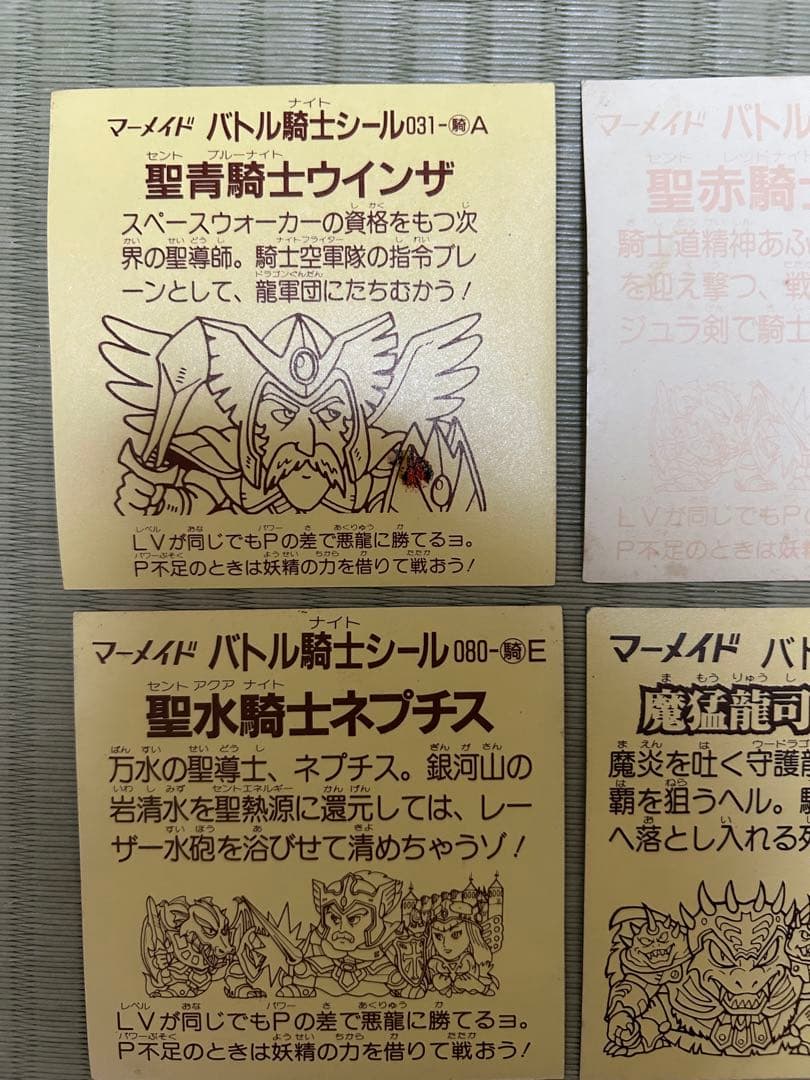 マーメイド バトル騎士シール031-騎A
ナイト
聖青騎士ウインザ
セント ブルーナイト
スペースウォーカーの資格をもつ次
界の聖導師。騎士空軍隊の指令ブレ
ーンとして、龍軍団にたちむかう！
LVが同じでもPの差で悪龍に勝てるヨ。
P不足のときは妖精の力を借りて戦おう！
マーメイド バトル
聖赤騎士
セント レッドナイト
騎士道精神あふ
を迎え撃つ、戦
ジュラ剣で騎士
LVが同じでもP
P不足のときは妖
マーメイド バトル騎士シール080-騎E
ナイト
聖水騎士ネプチス
セント アクア ナイト
万水の聖導士、ネプチス。銀河山の
岩清水を聖熱源に還元しては、レー
ザー水砲を浴びせて清めちゃうゾ！
LVが同じでもPの差で悪龍に勝てるヨ。
P不足のときは妖精の力を借りて戦おう！
マーメイド バト
魔猛龍司
ま もうりゅうし
魔炎を吐く守護龍
覇を狙うヘル。
へ落とし入れる